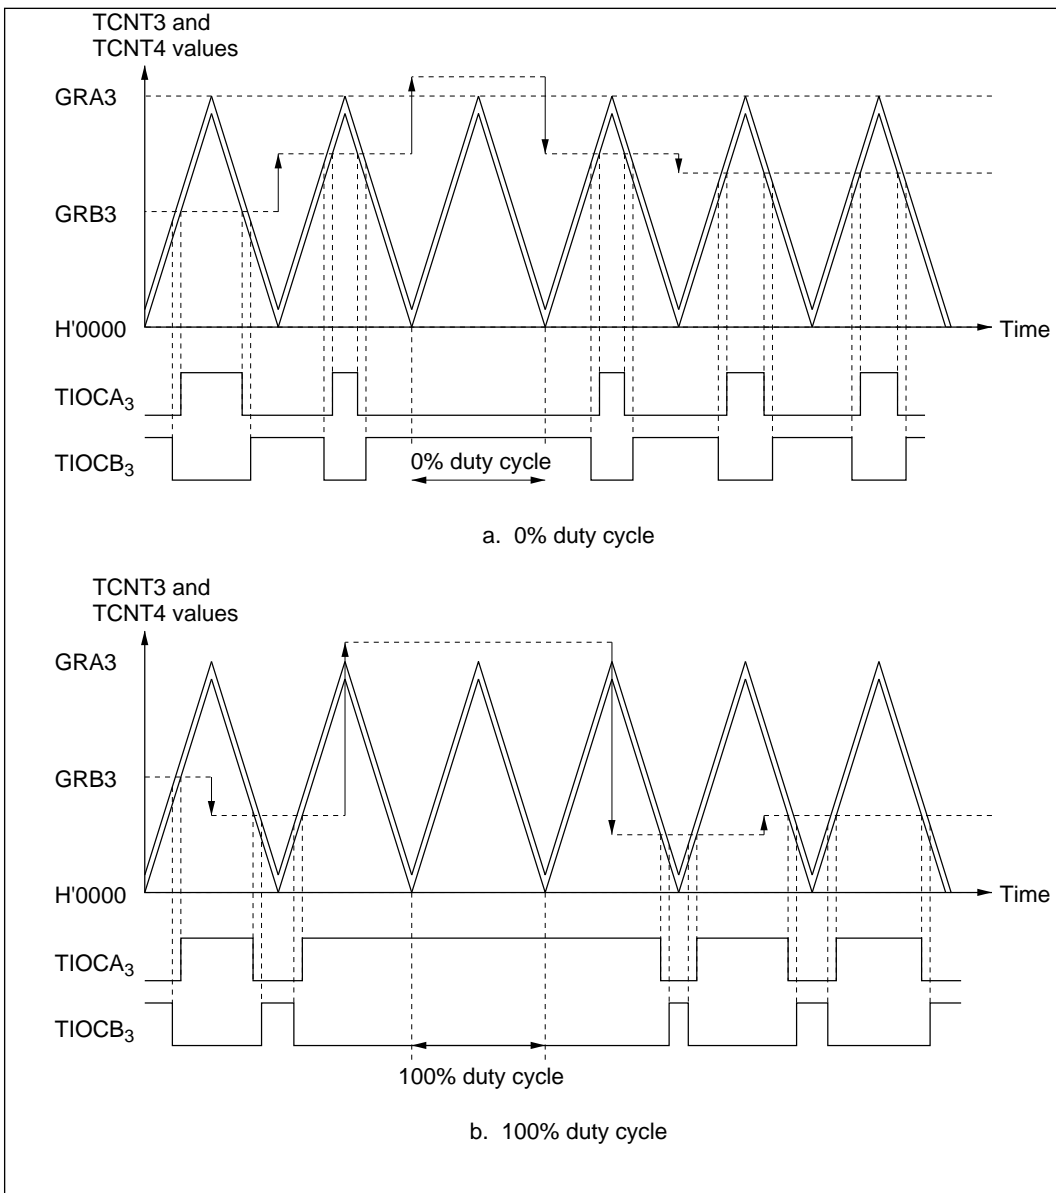 TCNT3 and
TCNT4 values
GRA3
GRB3
H'0000
Time
TIOCA3
TIOCB3
0% duty cycle
a. 0% duty cycle
TCNT3 and
TCNT4 values
GRA3
GRB3
H'0000
Time
TIOCA3
TIOCB3
100% duty cycle
b. 100% duty cycle